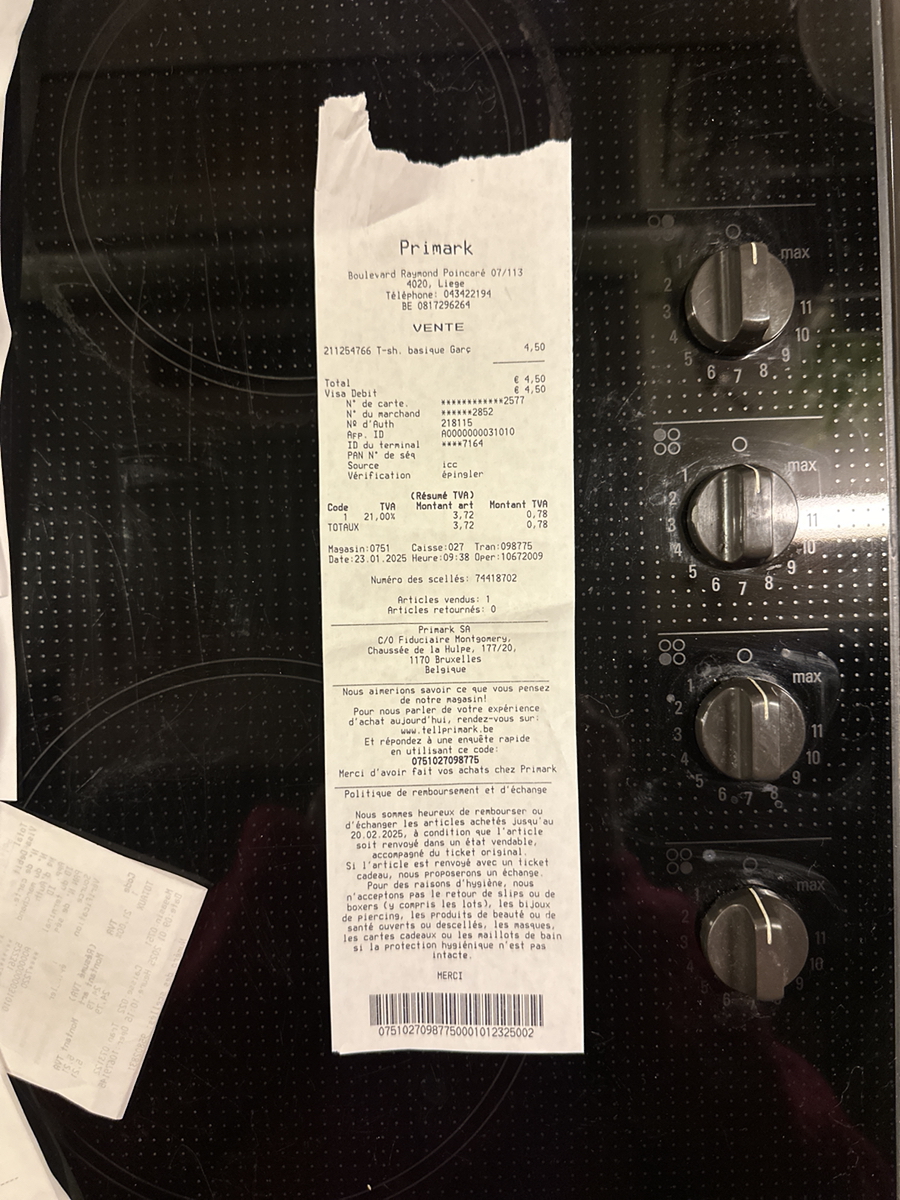 Primark
Boulevard Raymond Poincaré 07/113
4020, Liege
Téléphone: 043422194
BE 0817296264
VENTE
211254766 T-sh. basique Garç 4,50
Total € 4,50
Visa Debit € 4,50
N° de carte. ************2577
N° du marchand ******2852
Nº d'Auth 218115
App. ID A0000000031010
ID du terminal ****7164
PAN N° de séq
Source icc
Vérification épingler
(Résumé TVA)
Code TVA Montant art Montant TVA
1 21,00% 3,72 0,78
TOTAUX 3,72 0,78
Magasin:0751 Caisse:027 Tran:098775
Date:23.01.2025 Heure:09:38 Oper:10672009
Numéro des scellés: 74418702
Articles vendus: 1
Articles retournés: 0
Primark SA
C/O Fiduciaire Montgomery,
Chaussée de la Hulpe, 177/20,
1170 Bruxelles
Belgique
Nous aimerions savoir ce que vous pensez
de notre magasin!
Pour nous parler de votre expérience
d'achat aujourd'hui, rendez-vous sur:
www.tellprimark.be
Et répondez à une enquête rapide
en utilisant ce code:
0751027098775
Merci d'avoir fait vos achats chez Primark
Politique de remboursement et d'échange
Nous sommes heureux de rembourser ou
d'échanger les articles achetés jusqu'au
20.02.2025, à condition que l'article
soit renvoyé dans un état vendable,
accompagné du ticket original.
Si l'article est renvoyé avec un ticket
cadeau, nous proposerons un échange.
Pour des raisons d'hygiène, nous
n'acceptons pas le retour de slips ou de
boxers (y compris les lots), les bijoux
de piercing, les produits de beauté ou de
santé ouverts ou descellés, les masques,
les cartes cadeaux ou les maillots de bain
si la protection hygiénique n'est pas
intacte.
MERCI
07510270987750001012325002
max
1 2 3 4 5 6 7 8 9 10 11
max
1 2 3 4 5 6 7 8 9 10 11
max
1 2 3 4 5 6 7 8 9 10 11
max
2 3 4 6 9 10 11